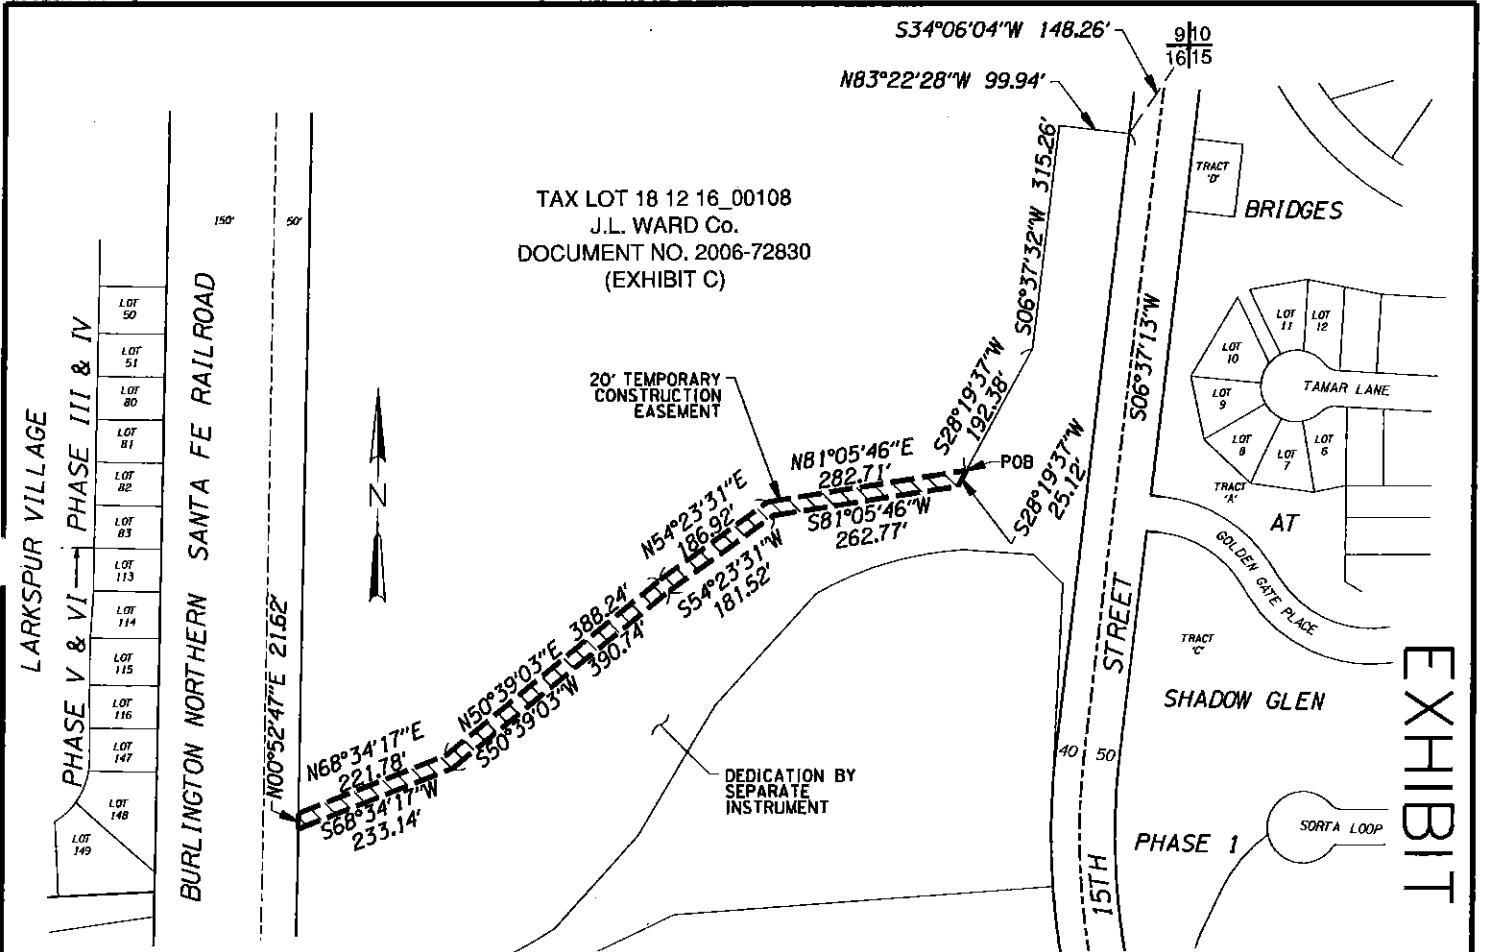 S34°06'04"W 148.26'
9 10
16 15
N83°22'28"W 99.94'
S06°37'32"W 315.26'
TRACT
'D'
BRIDGES
TAX LOT 18 12 16_00108
J.L. WARD Co.
DOCUMENT NO. 2006-72830
(EXHIBIT C)
150'
50'
LOT
50
LOT
51
LOT
80
LOT
81
LOT
82
LOT
83
LOT
113
LOT
114
LOT
115
LOT
116
LOT
147
LOT
148
LOT
149
LARKSPUR VILLAGE
PHASE V & VI
PHASE III & IV
BURLINGTON NORTHERN SANTA FE RAILROAD
N
20' TEMPORARY
CONSTRUCTION
EASEMENT
S28°19'37"W
192.38'
POB
S28°19'37"W
25.12'
N81°05'46"E
282.71'
S81°05'46"W
262.77'
N54°23'31"E
186.92'
S54°23'31"W
181.52'
N50°39'03"E 388.24'
S50°39'03"W 390.74'
N68°34'17"E
221.78'
S68°34'17"W
233.14'
N00°52'47"E 21.62'
DEDICATION BY
SEPARATE
INSTRUMENT
S06°37'13"W
15TH STREET
40
50
LOT
11
LOT
12
LOT
10
LOT
9
LOT
8
LOT
7
LOT
6
TAMAR LANE
TRACT
'A'
AT
GOLDEN GATE PLACE
TRACT
'C'
SHADOW GLEN
PHASE 1
SORTA LOOP
EXHIBIT